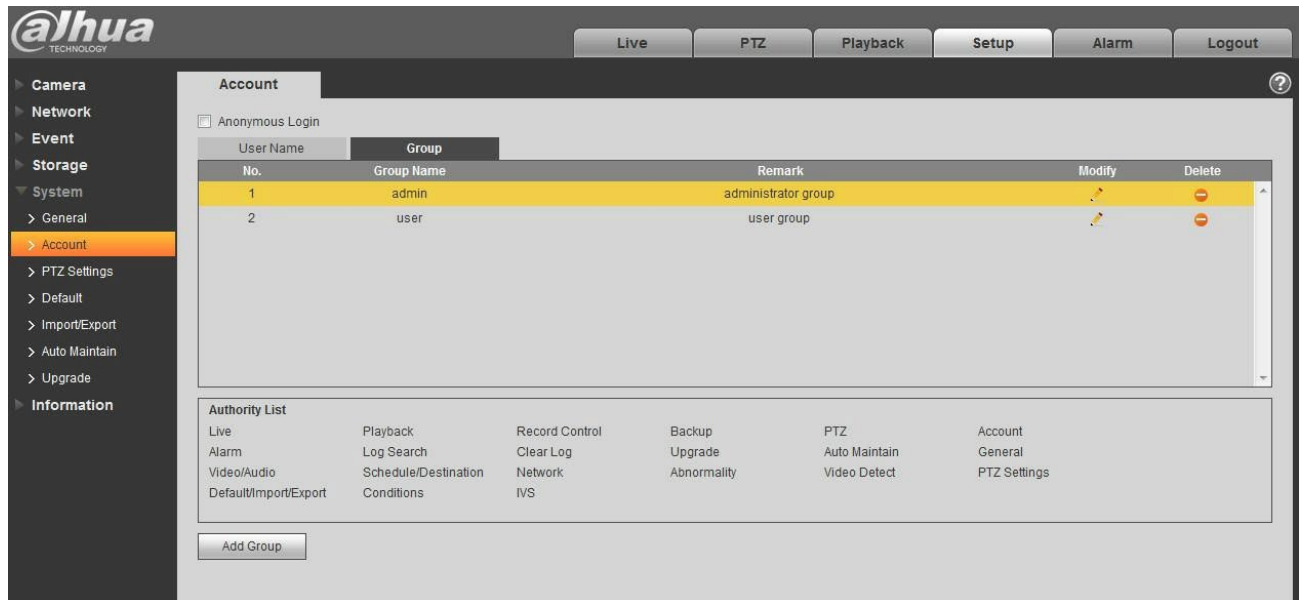 alhua
TECHNOLOGY
Live PTZ Playback Setup Alarm Logout
Camera
Network
Event
Storage
System
General
Account
PTZ Settings
Default
Import/Export
Auto Maintain
Upgrade
Information
Account
?
Anonymous Login
User Name Group
No. Group Name Remark Modify Delete
1 admin administrator group
2 user user group
Authority List
Live Playback Record Control Backup PTZ Account
Alarm Log Search Clear Log Upgrade Auto Maintain General
Video/Audio Schedule/Destination Network Abnormality Video Detect PTZ Settings
Default/Import/Export Conditions IVS
Add Group